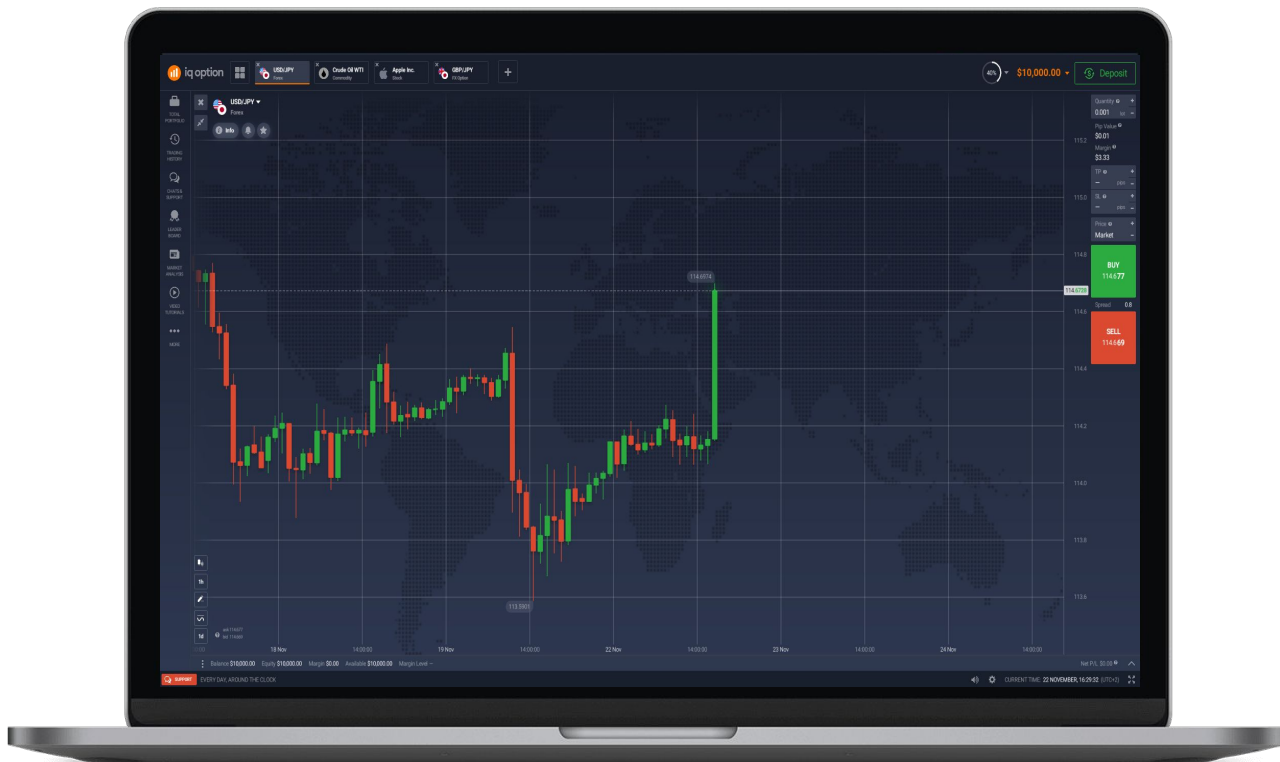 iq option
USD/JPY
Forex
Crude Oil WTI
Commodity
Apple Inc.
Stock
GBP/JPY
FX Option
+
40%
$10,000.00
Deposit
TOTAL
PORTFOLIO
TRADING
HISTORY
CHATS &
SUPPORT
LEADER
BOARD
MARKET
ANALYSIS
VIDEO
TUTORIALS
MORE
USD/JPY
Forex
Info
114.6974
113.5901
115.2
115.0
114.8
114.6738
114.6
114.4
114.2
114.0
113.8
113.6
Quantity
0.001
Pip Value
$0.01
Margin
$3.33
TP
SL
Price
Market
BUY
114.677
Spread 0.8
SELL
114.669
1h
1d
18 Nov 14:00:00 19 Nov 14:00:00 22 Nov 14:00:00 23 Nov 14:00:00 24 Nov 14:00:00
Balance $10,000.00 Equity $10,000.00 Margin $0.00 Available $10,000.00 Margin Level –
Net P/L $0.00
SUPPORT
EVERY DAY, AROUND THE CLOCK
CURRENT TIME: 22 NOVEMBER, 16:29:32 (UTC+2)